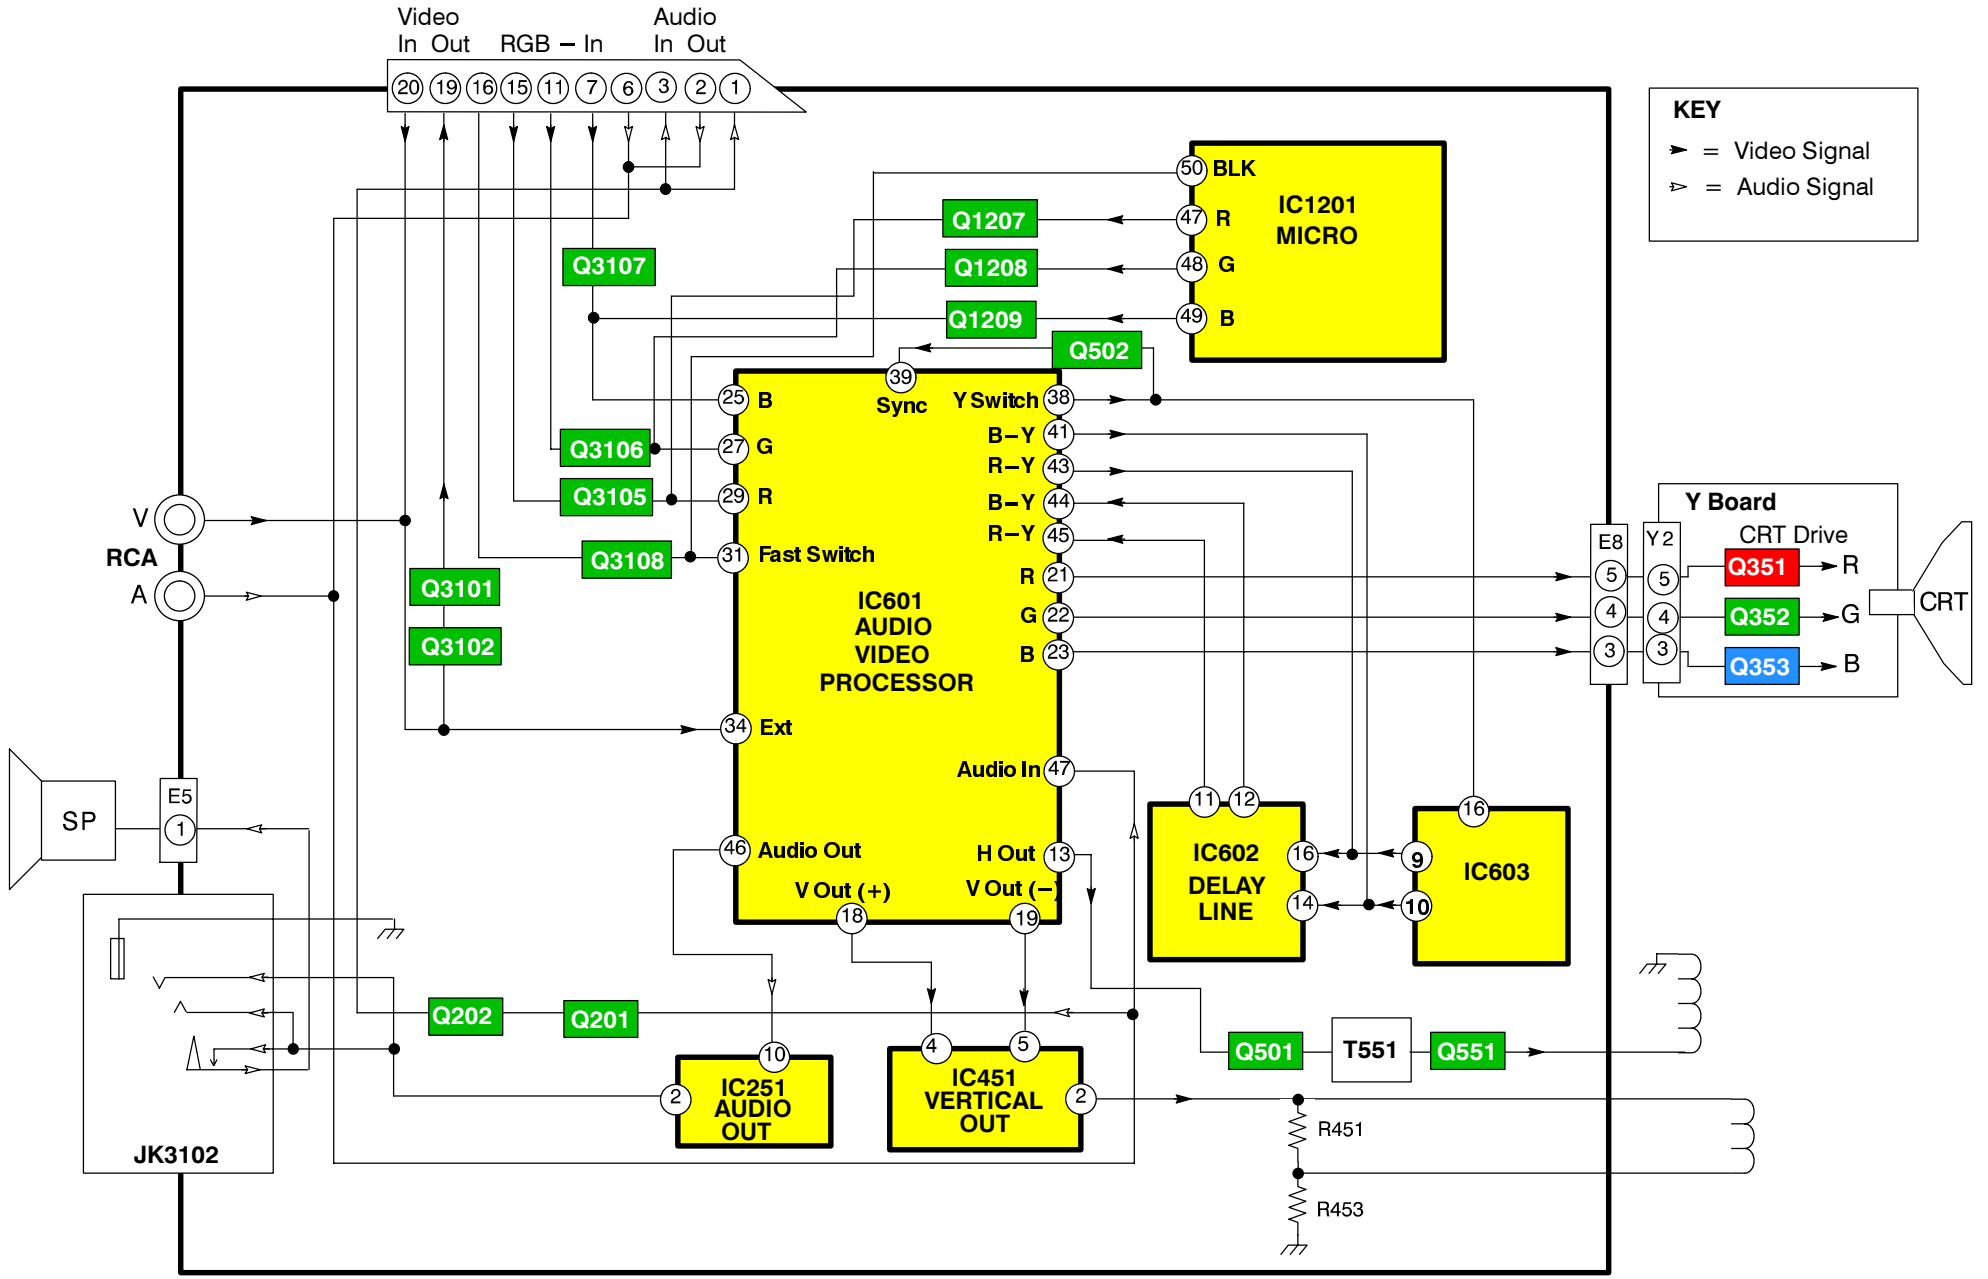 Video Audio
In Out RGB – In In Out
20 19 16 15 11 7 6 3 2 1
KEY
= Video Signal
= Audio Signal
50 BLK
47 R
48 G
49 B
IC1201
MICRO
Q1207
Q1208
Q1209
Q3107
Q502
39
Sync
25 B
27 G
29 R
31 Fast Switch
34 Ext
46 Audio Out
Y Switch 38
B–Y 41
R–Y 43
B–Y 44
R–Y 45
R 21
G 22
B 23
Audio In 47
H Out 13
V Out (+) V Out (–)
18 19
IC601
AUDIO
VIDEO
PROCESSOR
Q3106
Q3105
Q3108
Q3101
Q3102
V
RCA
A
E8
5
4
3
Y2
5
4
3
Y Board
CRT Drive
Q351 R
Q352 G
Q353 B
CRT
SP
E5
1
11 12
IC602
DELAY
LINE
16
14
16
9
10
IC603
JK3102
Q202
Q201
10
2
IC251
AUDIO
OUT
4 5
IC451
VERTICAL
OUT
2
Q501
T551
Q551
R451
R453